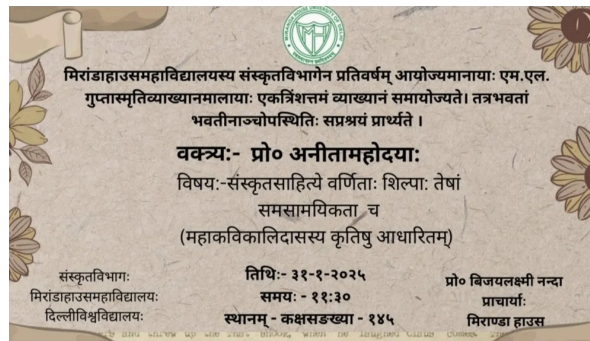 मिरांडाहाउसमहाविद्यालयस्य संस्कृतविभागेन प्रतिवर्षम् आयोज्यमानायाः एम.एल.
गुप्तास्मृतिव्याख्यानमालायाः एकत्रिंशत्तमं व्याख्यानं समायोज्यते। तत्रभवतां
भवतीनाञ्चोपस्थितिः सप्रश्रयं प्रार्थ्यते ।
वक्त्र्यः- प्रो० अनीतामहोदयाः
विषयः-संस्कृतसाहित्ये वर्णिताः शिल्पाः तेषां
समसामयिकता च
(महाकविकालिदासस्य कृतिषु आधारितम्)
संस्कृतविभागः
मिरांडाहाउसमहाविद्यालयः
दिल्लीविश्वविद्यालयः
तिथिः- ३१-१-२०२५
समयः - ११:३०
स्थानम् - कक्षसङ्ख्या - १४५
प्रो० बिजयलक्ष्मी नन्दा
प्राचार्याः
मिराण्डा हाउस